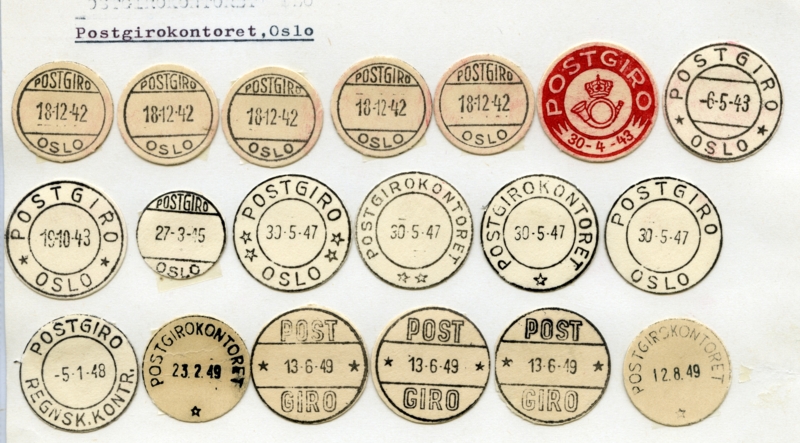 POSTGIROKONTORET
Postgirokontoret,Oslo
POSTGIRO
18·12·42
OSLO
POSTGIRO
18·12·42
OSLO
POSTGIRO
18·12·42
OSLO
POSTGIRO
18·12·42
OSLO
POSTGIRO
18·12·42
OSLO
POSTGIRO
30-4-43
POSTGIRO
-6-5-43
OSLO
POSTGIRO
19·10·43
OSLO
POSTGIRO
OSLO
POSTGIRO
30·5·47
OSLO
POSTGIROKONTORET
30·5·47
POSTGIROKONTORET
30·5·47
POSTGIRO
30·5·47
OSLO
POSTGIRO
-5·1·48
REGNSK.KONTR.
POSTGIROKONTORET
23.2.49
POST
13·6·49
GIRO
POST
13·6·49
GIRO
POST
13·6·49
GIRO
POSTGIROKONTORET
12.8.49